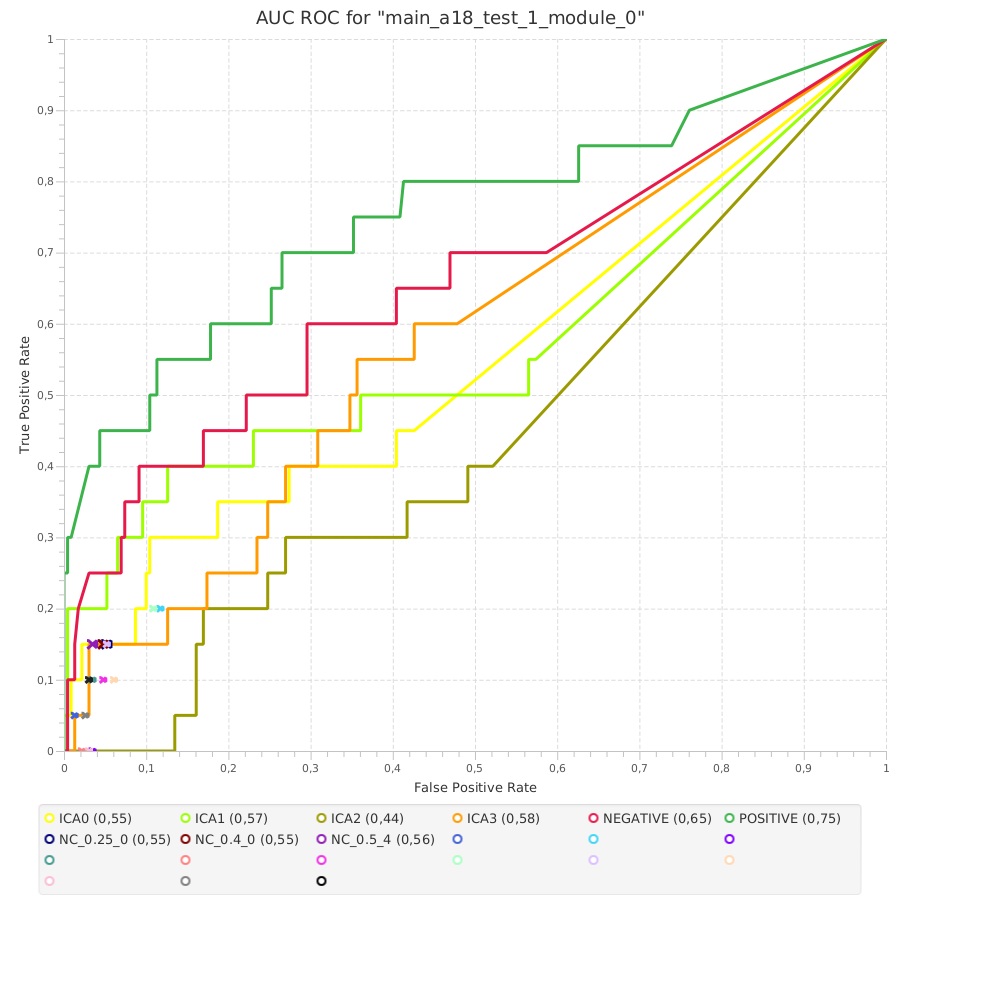 AUC ROC for "main_a18_test_1_module_0"
1
0,9
0,8
0,7
0,6
0,5
0,4
0,3
0,2
0,1
0
True Positive Rate
0 0,1 0,2 0,3 0,4 0,5 0,6 0,7 0,8 0,9 1
False Positive Rate
ICA0 (0,55) ICA1 (0,57) ICA2 (0,44) ICA3 (0,58) NEGATIVE (0,65) POSITIVE (0,75)
NC_0.25_0 (0,55) NC_0.4_0 (0,55) NC_0.5_4 (0,56)